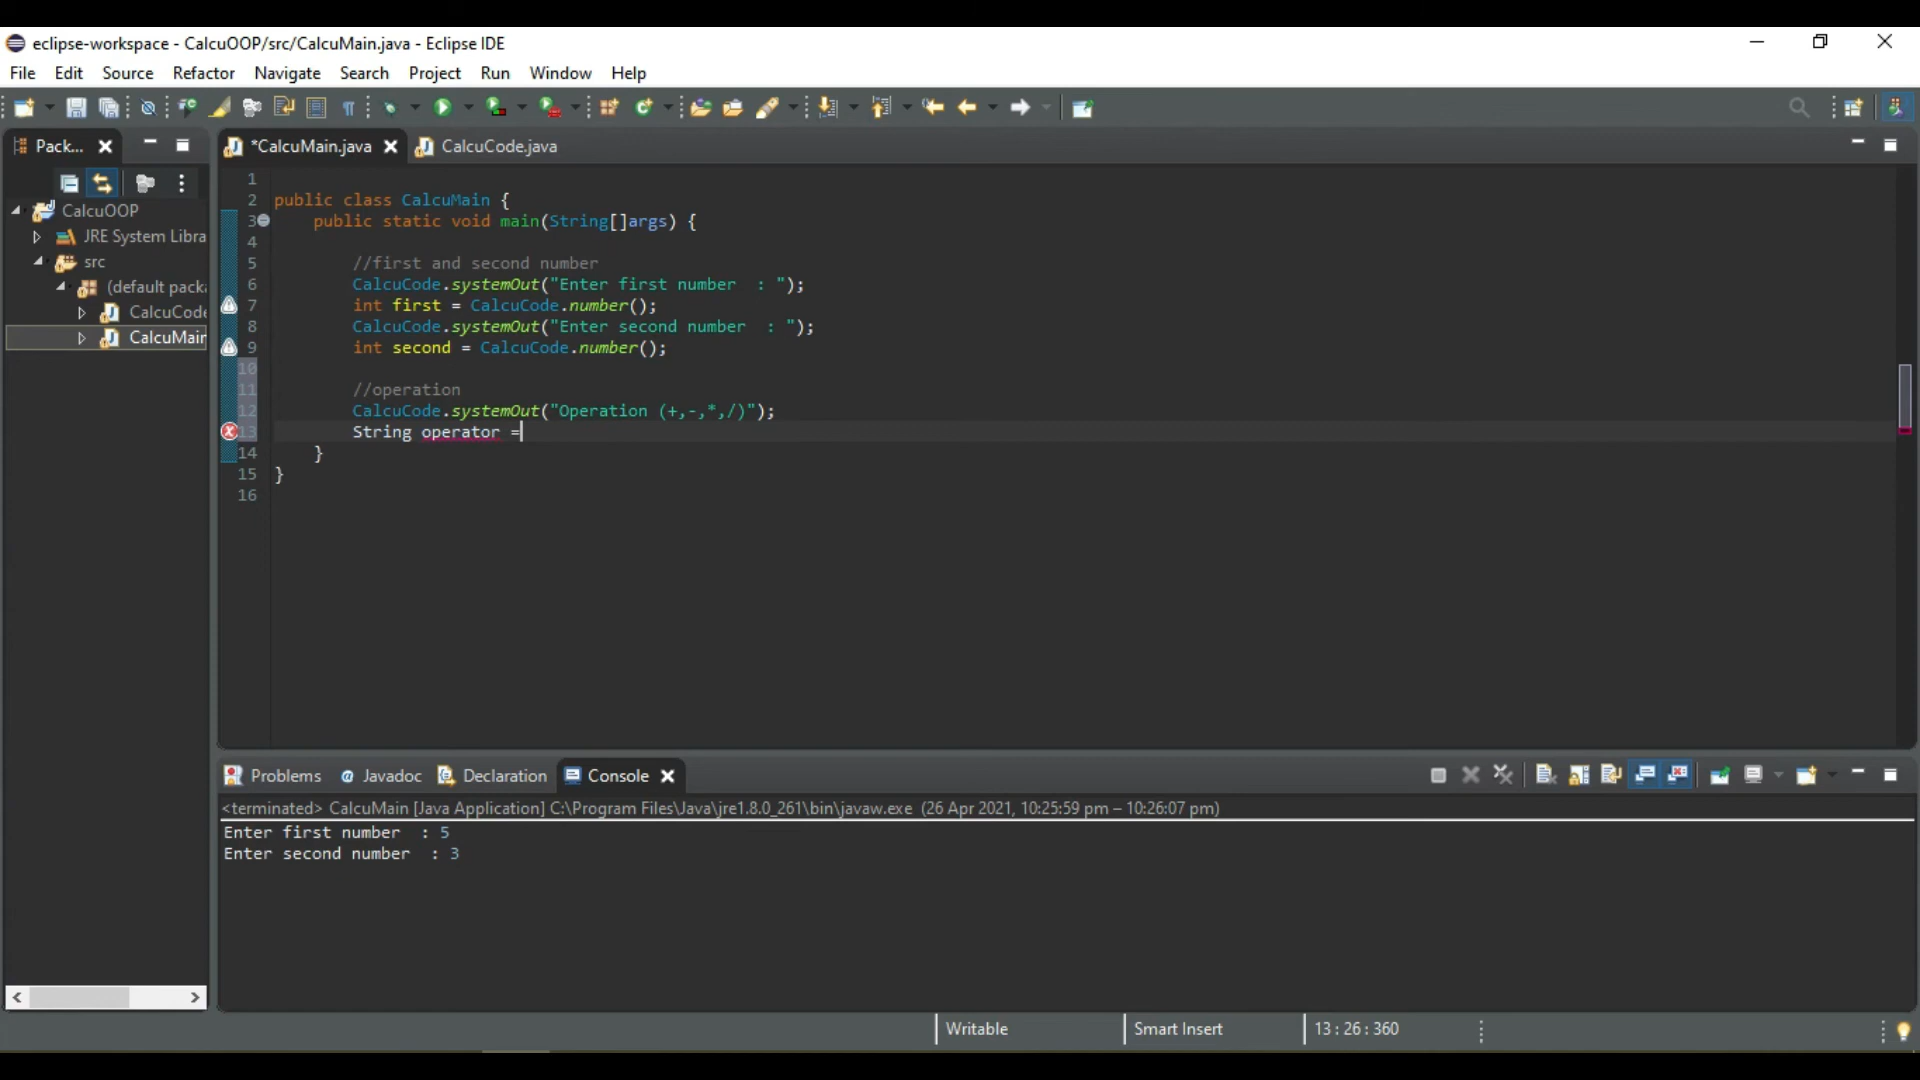 eclipse-workspace - CalcuOOP/src/CalcuMain.java - Eclipse IDE
File Edit Source Refactor Navigate Search Project Run Window Help
Pack...
*CalcuMain.java
CalcuCode.java
CalcuOOP
JRE System Libra
src
(default packa
CalcuCode
CalcuMain
1
2 public class CalcuMain {
3 public static void main(String[]args) {
4
5 //first and second number
6 CalcuCode.systemOut("Enter first number  : ");
7 int first = CalcuCode.number();
8 CalcuCode.systemOut("Enter second number  : ");
9 int second = CalcuCode.number();
10
11 //operation
12 CalcuCode.systemOut("Operation (+,-,*,/)");
13 String operator =
14 }
15 }
16
Problems @ Javadoc Declaration Console
<terminated> CalcuMain [Java Application] C:\Program Files\Java\jre1.8.0_261\bin\javaw.exe (26 Apr 2021, 10:25:59 pm – 10:26:07 pm)
Enter first number  : 5
Enter second number  : 3
Writable Smart Insert 13 : 26 : 360